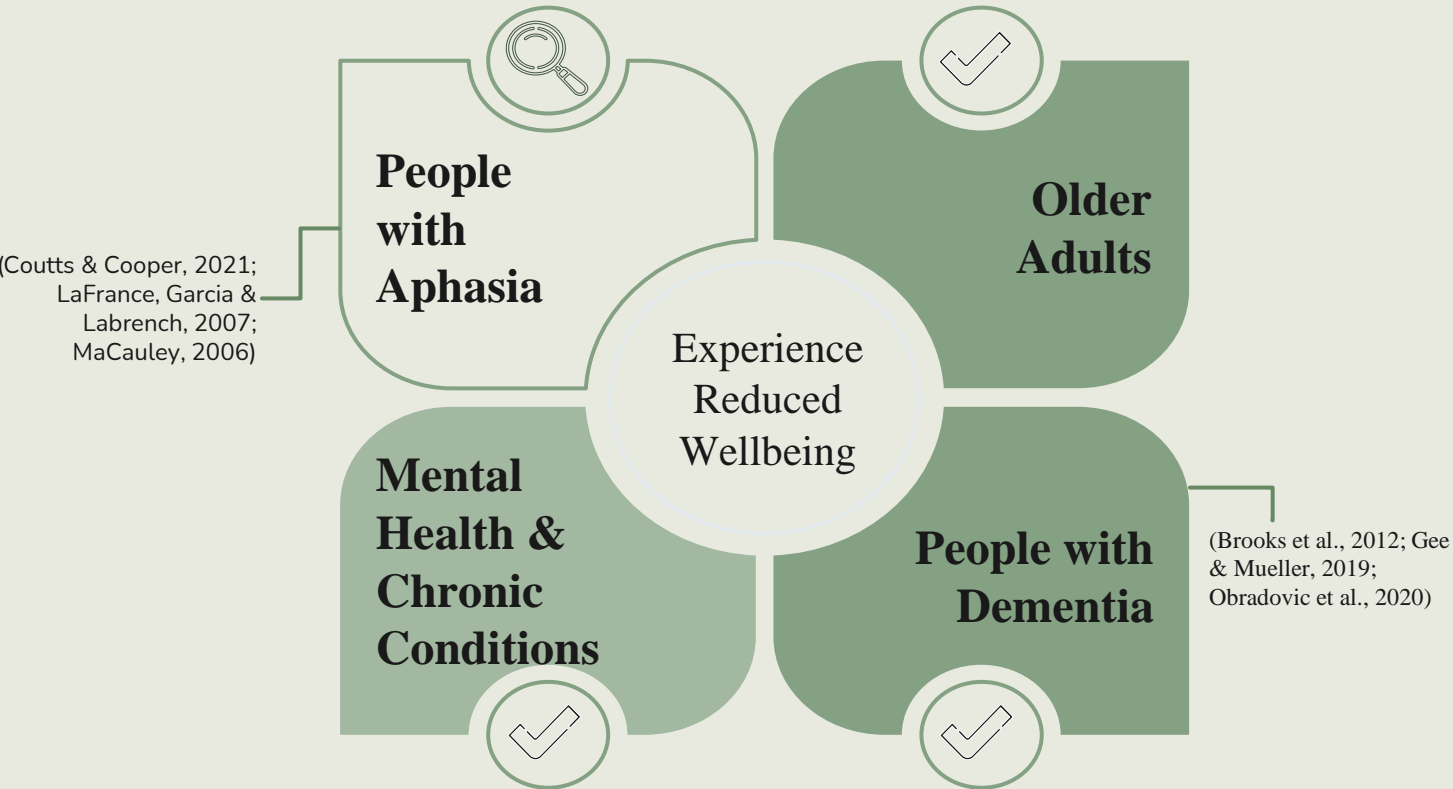 People
with
Aphasia
Older
Adults
(Coutts & Cooper, 2021;
LaFrance, Garcia &
Labrench, 2007;
MaCauley, 2006)
Experience
Reduced
Wellbeing
Mental
Health &
Chronic
Conditions
People with
Dementia
(Brooks et al., 2012; Gee
& Mueller, 2019;
Obradovic et al., 2020)